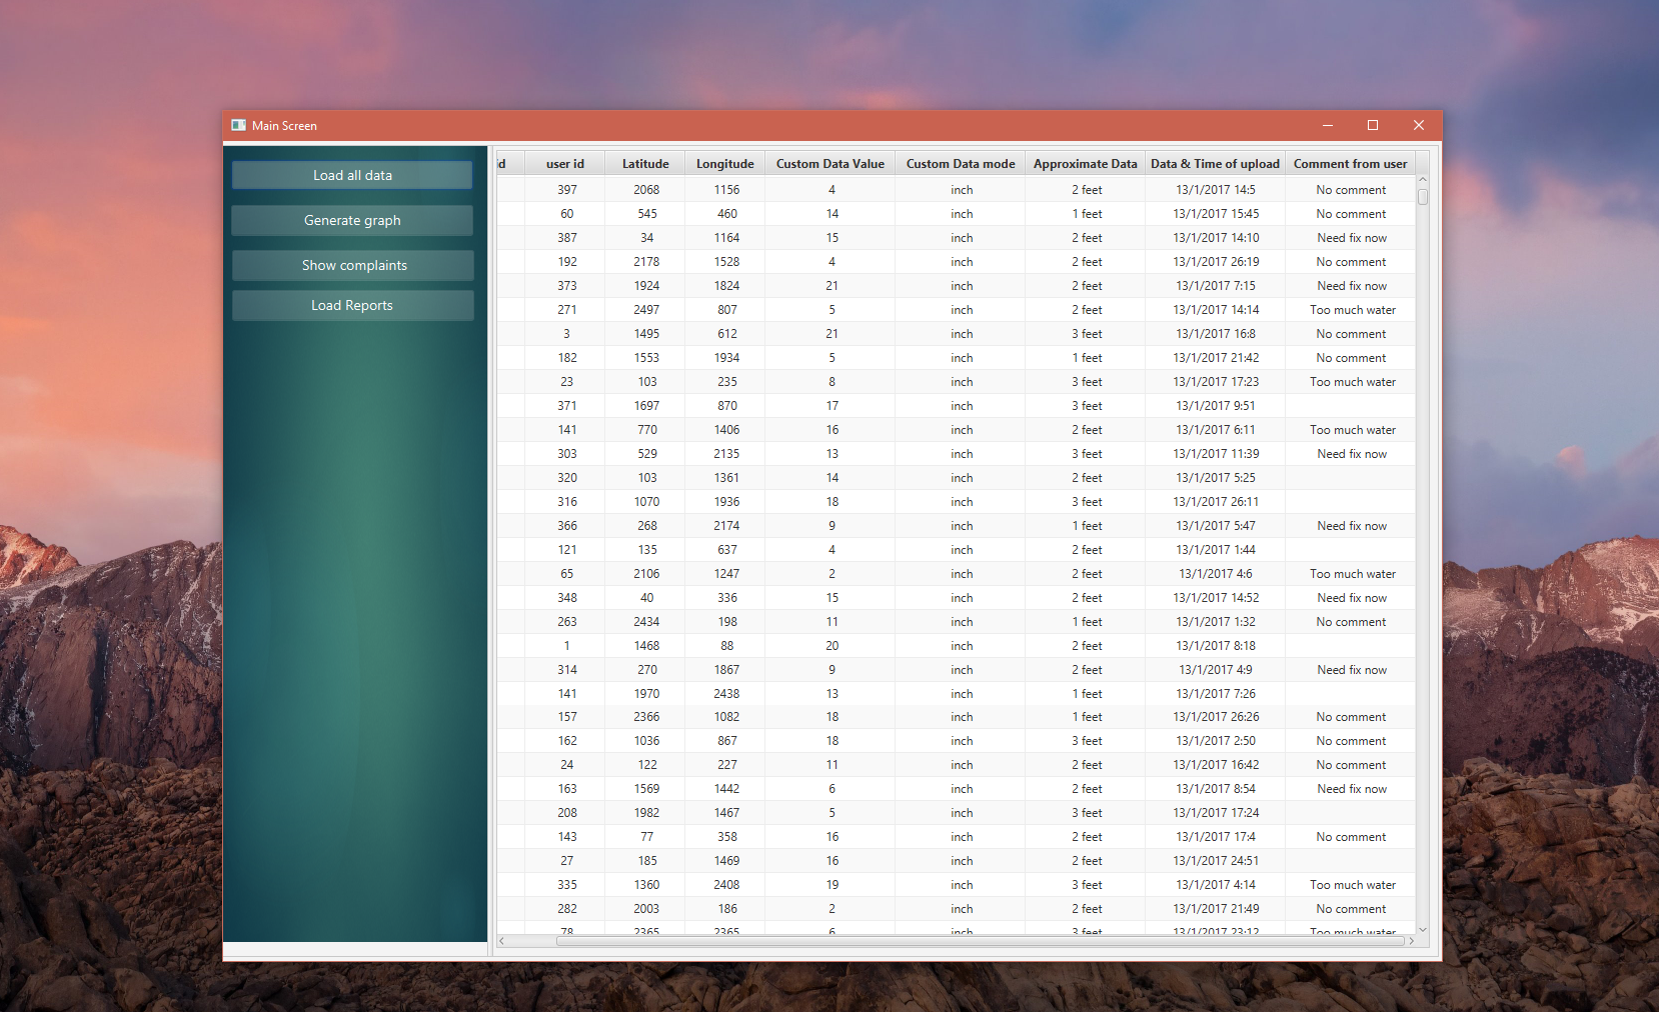 Main Screen
Load all data
Generate graph
Show complaints
Load Reports
id user id Latitude Longitude Custom Data Value Custom Data mode Approximate Data Data & Time of upload Comment from user
397 2068 1156 4 inch 2 feet 13/1/2017 14:5 No comment
60 545 460 14 inch 1 feet 13/1/2017 15:45 No comment
387 34 1164 15 inch 2 feet 13/1/2017 14:10 Need fix now
192 2178 1528 4 inch 2 feet 13/1/2017 26:19 No comment
373 1924 1824 21 inch 2 feet 13/1/2017 7:15 Need fix now
271 2497 807 5 inch 2 feet 13/1/2017 14:14 Too much water
3 1495 612 21 inch 3 feet 13/1/2017 16:8 No comment
182 1553 1934 5 inch 1 feet 13/1/2017 21:42 No comment
23 103 235 8 inch 3 feet 13/1/2017 17:23 Too much water
371 1697 870 17 inch 3 feet 13/1/2017 9:51
141 770 1406 16 inch 2 feet 13/1/2017 6:11 Too much water
303 529 2135 13 inch 3 feet 13/1/2017 11:39 Need fix now
320 103 1361 14 inch 2 feet 13/1/2017 5:25
316 1070 1936 18 inch 3 feet 13/1/2017 26:11
366 268 2174 9 inch 1 feet 13/1/2017 5:47 Need fix now
121 135 637 4 inch 2 feet 13/1/2017 1:44
65 2106 1247 2 inch 2 feet 13/1/2017 4:6 Too much water
348 40 336 15 inch 2 feet 13/1/2017 14:52 Need fix now
263 2434 198 11 inch 1 feet 13/1/2017 1:32 No comment
1 1468 88 20 inch 2 feet 13/1/2017 8:18
314 270 1867 9 inch 2 feet 13/1/2017 4:9 Need fix now
141 1970 2438 13 inch 1 feet 13/1/2017 7:26
157 2366 1082 18 inch 1 feet 13/1/2017 26:26 No comment
162 1036 867 18 inch 3 feet 13/1/2017 2:50 No comment
24 122 227 11 inch 2 feet 13/1/2017 16:42 No comment
163 1569 1442 6 inch 2 feet 13/1/2017 8:54 Need fix now
208 1982 1467 5 inch 3 feet 13/1/2017 17:24
143 77 358 16 inch 2 feet 13/1/2017 17:4 No comment
27 185 1469 16 inch 2 feet 13/1/2017 24:51
335 1360 2408 19 inch 3 feet 13/1/2017 4:14 Too much water
282 2003 186 2 inch 2 feet 13/1/2017 21:49 No comment
78 2365 2365 6 inch 3 feet 13/1/2017 23:12 Too much water